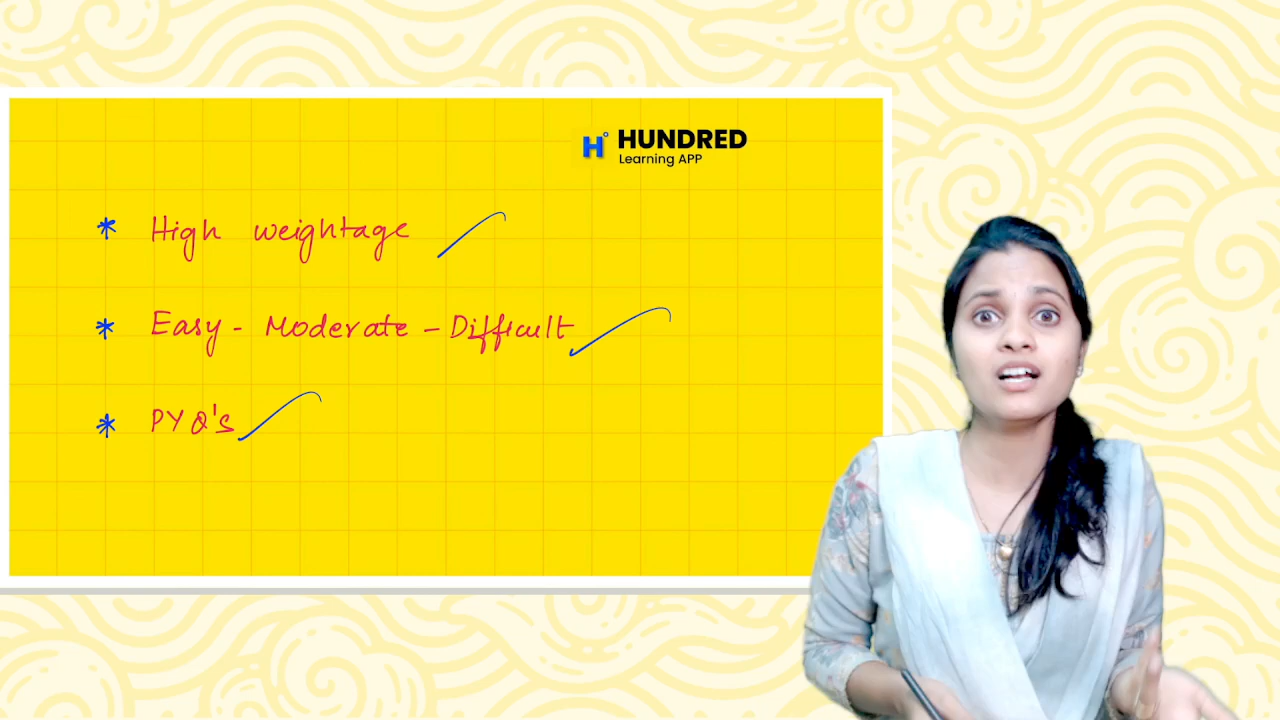 H° HUNDRED
Learning APP
* High weightage
* Easy - Moderate - Difficult
* PYQ's